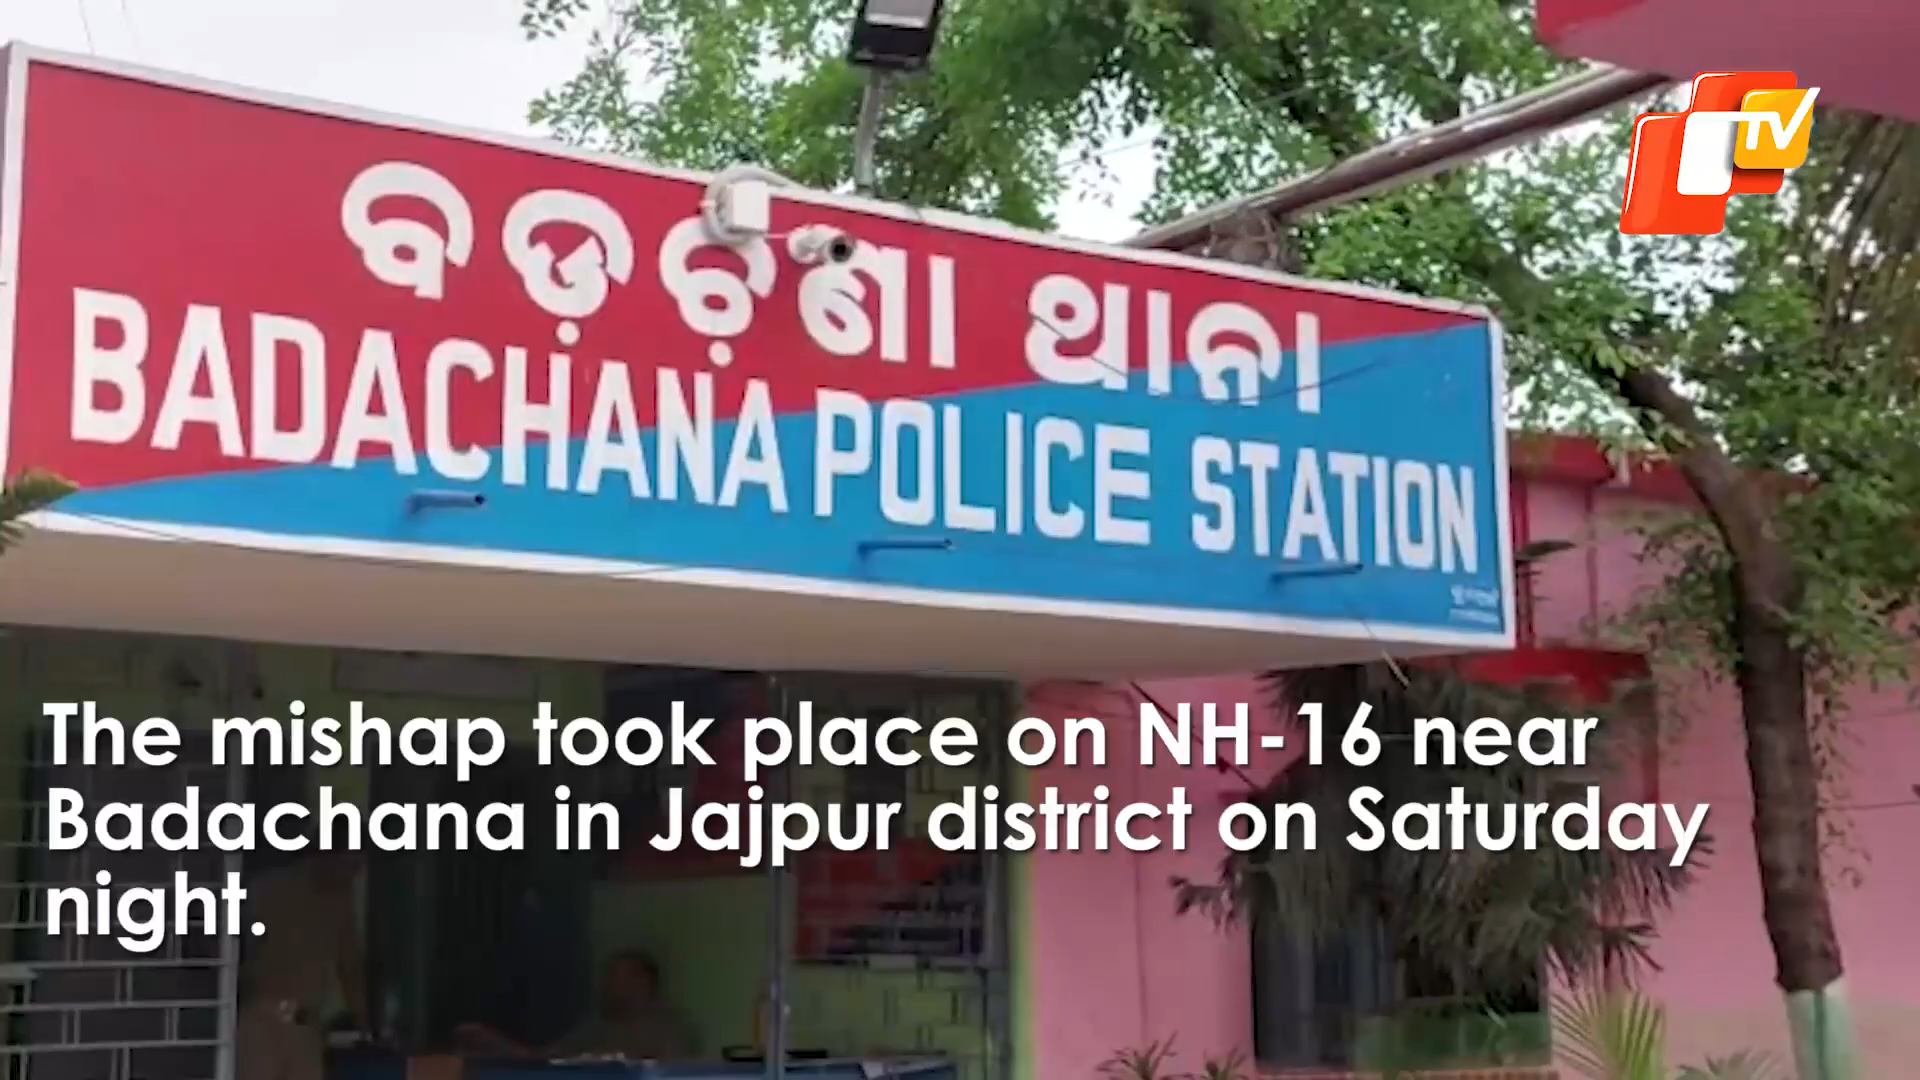 TV
ବଡ଼ଚ଼ଣା ଥାନା
BADACHANA POLICE STATION
The mishap took place on NH-16 near
Badachana in Jajpur district on Saturday
night.